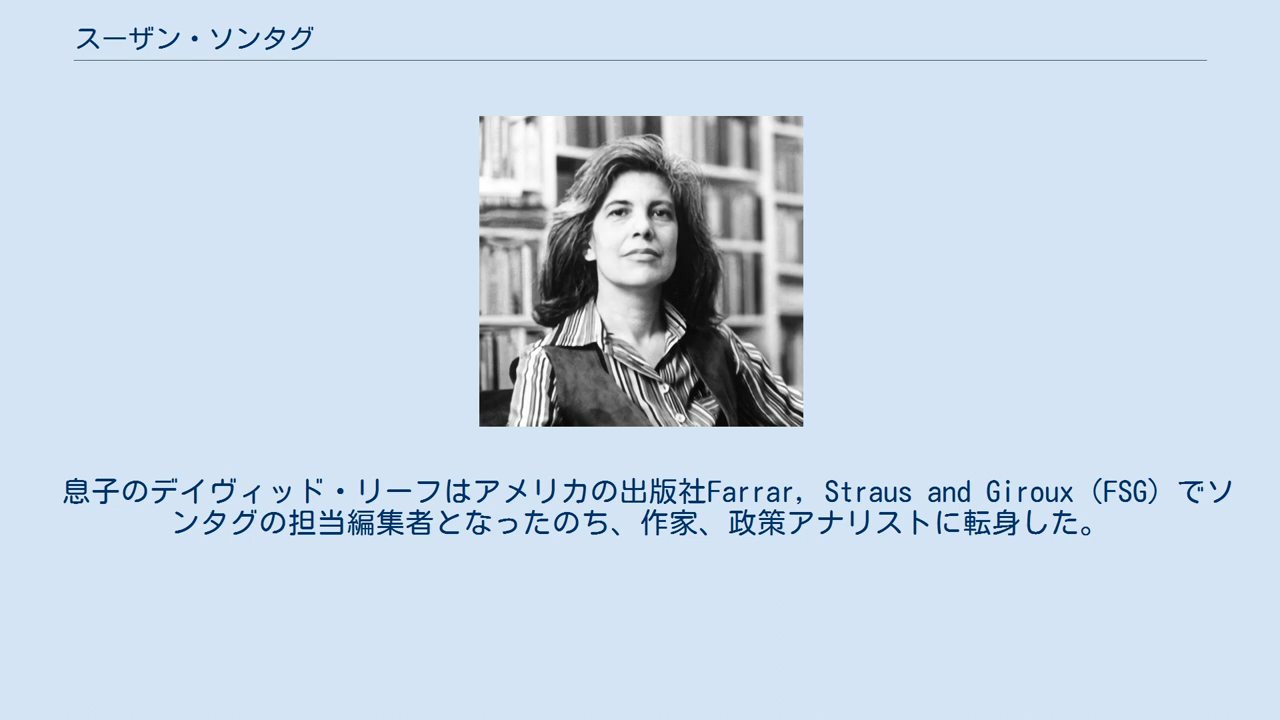 スーザン・ソンタグ
息子のデイヴィッド・リーフはアメリカの出版社Farrar, Straus and Giroux (FSG) でソ
ンタグの担当編集者となったのち、作家、政策アナリストに転身した。